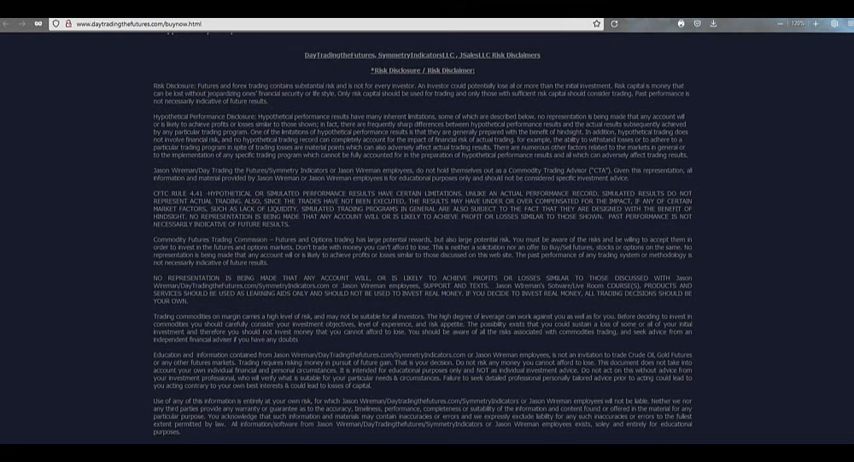 www.daytradingthefutures.com/buynow.html
120%
DayTradingtheFutures, SymmetryIndicatorsLLC, JSalesLLC Risk Disclaimers
*Risk Disclosure / Risk Disclaimer:
Risk Disclosure: Futures and forex trading contains substantial risk and is not for every investor. An investor could potentially lose all or more than the initial investment. Risk capital is money that
can be lost without jeopardizing ones' financial security or life style. Only risk capital should be used for trading and only those with sufficient risk capital should consider trading. Past performance is
not necessarily indicative of future results.
Hypothetical Performance Disclosure: Hypothetical performance results have many inherent limitations, some of which are described below. no representation is being made that any account will
or is likely to achieve profits or losses similar to those shown; in fact, there are frequently sharp differences between hypothetical performance results and the actual results subsequently achieved
by any particular trading program. One of the limitations of hypothetical performance results is that they are generally prepared with the benefit of hindsight. In addition, hypothetical trading does
not involve financial risk, and no hypothetical trading record can completely account for the impact of financial risk of actual trading. for example, the ability to withstand losses or to adhere to a
particular trading program in spite of trading losses are material points which can also adversely affect actual trading results. There are numerous other factors related to the markets in general or
to the implementation of any specific trading program which cannot be fully accounted for in the preparation of hypothetical performance results and all which can adversely affect trading results.
Jason Wireman/Day Trading the Futures/Symmetry Indicators or Jason Wireman employees, do not hold themselves out as a Commodity Trading Advisor ("CTA"). Given this representation, all
information and material provided by Jason Wireman or Jason Wireman employees is for educational purposes only and should not be considered specific investment advice.
CFTC RULE 4.41 -HYPOTHETICAL OR SIMULATED PERFORMANCE RESULTS HAVE CERTAIN LIMITATIONS. UNLIKE AN ACTUAL PERFORMANCE RECORD, SIMULATED RESULTS DO NOT
REPRESENT ACTUAL TRADING. ALSO, SINCE THE TRADES HAVE NOT BEEN EXECUTED, THE RESULTS MAY HAVE UNDER OR OVER COMPENSATED FOR THE IMPACT, IF ANY OF CERTAIN
MARKET FACTORS, SUCH AS LACK OF LIQUIDITY. SIMULATED TRADING PROGRAMS IN GENERAL ARE ALSO SUBJECT TO THE FACT THAT THEY ARE DESIGNED WITH THE BENEFIT OF
HINDSIGHT. NO REPRESENTATION IS BEING MADE THAT ANY ACCOUNT WILL, OR IS LIKELY TO ACHIEVE PROFIT OR LOSSES SIMILAR TO THOSE SHOWN. PAST PERFORMANCE IS NOT
NECESSARILY INDICATIVE OF FUTURE RESULTS.
Commodity Futures Trading Commission – Futures and Options trading has large potential rewards, but also large potential risk. You must be aware of the risks and be willing to accept them in
order to invest in the futures and options markets. Don't trade with money you can't afford to lose. This is neither a solicitation nor an offer to Buy/Sell futures, stocks or options on the same. No
representation is being made that any account will or is likely to achieve profits or losses similar to those discussed on this web site. The past performance of any trading system or methodology is
not necessarily indicative of future results.
NO REPRESENTATION IS BEING MADE THAT ANY ACCOUNT WILL, OR IS LIKELY TO ACHIEVE PROFITS OR LOSSES SIMILAR TO THOSE DISCUSSED WITH Jason
Wireman/DayTradingthefutures.com/SymmetryIndicators.com or Jason Wireman employees, SUPPORT AND TEXTS. Jason Wireman's Sotware/Live Room COURSE(S). PRODUCTS AND
SERVICES SHOULD BE USED AS LEARNING AIDS ONLY AND SHOULD NOT BE USED TO INVEST REAL MONEY. IF YOU DECIDE TO INVEST REAL MONEY, ALL TRADING DECISIONS SHOULD BE
YOUR OWN.
Trading commodities on margin carries a high level of risk, and may not be suitable for all investors. The high degree of leverage can work against you as well as for you. Before deciding to invest in
commodities you should carefully consider your investment objectives, level of experience, and risk appetite. The possibility exists that you could sustain a loss of some or all of your initial
investment and therefore you should not invest money that you cannot afford to lose. You should be aware of all the risks associated with commodities trading, and seek advice from an
independent financial adviser if you have any doubts
Education and information contained from Jason Wireman/DayTradingthefutures.com/SymmetryIndicators.com or Jason Wireman employees, is not an invitation to trade Crude Oil, Gold Futures
or any other futures markets. Trading requires risking money in pursuit of future gain. That is your decision. Do not risk any money you cannot afford to lose. This document does not take into
account your own individual financial and personal circumstances. It is intended for educational purposes only and NOT as individual investment advice. Do not act on this without advice from
your investment professional, who will verify what is suitable for your particular needs & circumstances. Failure to seek detailed professional personally tailored advice prior to acting could lead to
you acting contrary to your own best interests & could lead to losses of capital.
Use of any of this information is entirely at your own risk, for which Jason Wireman/DayTradingthefutures.com/SymmetryIndicators or Jason Wireman employees will not be liable. Neither we nor
any third parties provide any warranty or guarantee as to the accuracy, timeliness, performance, completeness or suitability of the information and content found or offered in the material for any
particular purpose. You acknowledge that such information and materials may contain inaccuracies or errors and we expressly exclude liability for any such inaccuracies or errors to the fullest
extent permitted by law. All information/software from Jason Wireman/DayTradingthefutures.com/SymmetryIndicators or Jason Wireman employees exists, soley and entirely for educational
purposes.